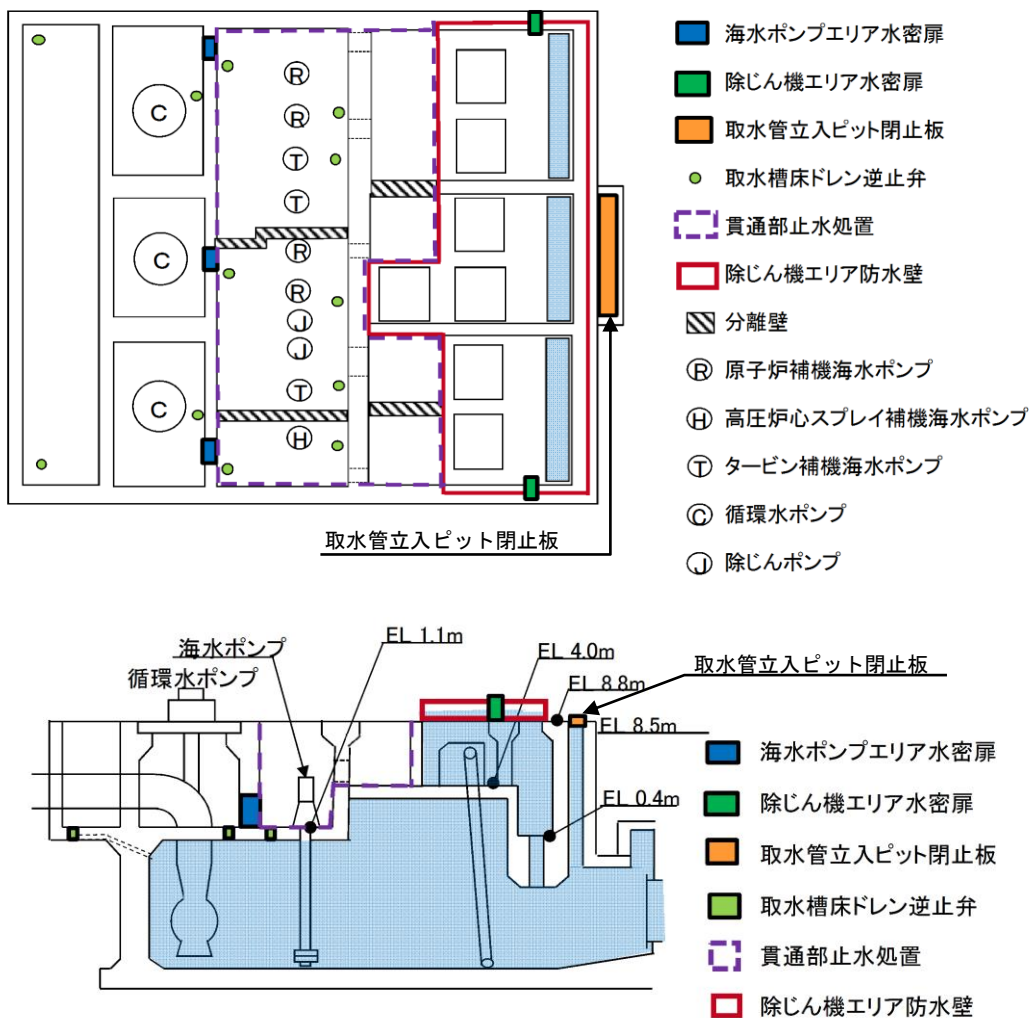 海水ポンプエリア水密扉
除じん機エリア水密扉
取水管立入ピット閉止板
取水槽床ドレン逆止弁
貫通部止水処置
除じん機エリア防水壁
分離壁
Ⓡ 原子炉補機海水ポンプ
Ⓗ 高圧炉心スプレイ補機海水ポンプ
Ⓣ タービン補機海水ポンプ
Ⓒ 循環水ポンプ
Ⓙ 除じんポンプ
Ⓡ
Ⓡ
Ⓣ
Ⓣ
Ⓡ
Ⓡ
Ⓙ
Ⓙ
Ⓣ
Ⓗ
Ⓒ
Ⓒ
Ⓒ
取水管立入ピット閉止板
海水ポンプ
循環水ポンプ
EL 1.1m
EL 4.0m
EL 8.8m
取水管立入ピット閉止板
EL 8.5m
EL 0.4m
海水ポンプエリア水密扉
除じん機エリア水密扉
取水管立入ピット閉止板
取水槽床ドレン逆止弁
貫通部止水処置
除じん機エリア防水壁